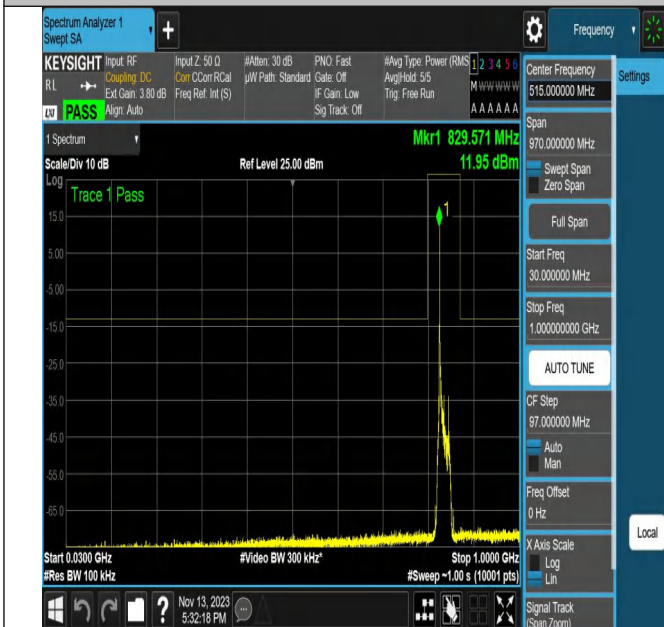 Spectrum Analyzer 1
Swept SA
+
Frequency
KEYSIGHT
RL
LXI
PASS
Input: RF
Coupling: DC
Ext Gain: 3.80 dB
Align: Auto
Input Z: 50 Ω
Corr CCorr RCal
Freq Ref: Int (S)
#Atten: 30 dB
µW Path: Standard
PNO: Fast
Gate: Off
IF Gain: Low
Sig Track: Off
#Avg Type: Power (RMS
Avg|Hold: 5/5
Trig: Free Run
1 2 3 4 5 6
M W W W W W
A A A A A A
Center Frequency
515.000000 MHz
Settings
Span
970.000000 MHz
Swept Span
Zero Span
Full Span
Start Freq
30.000000 MHz
Stop Freq
1.000000000 GHz
AUTO TUNE
CF Step
97.000000 MHz
Auto
Man
Freq Offset
0 Hz
X Axis Scale
Log
Lin
Signal Track
(Span Zoom)
Local
1 Spectrum
Scale/Div 10 dB
Ref Level 25.00 dBm
Mkr1 829.571 MHz
11.95 dBm
Log
Trace 1 Pass
1
15.0
5.00
-5.00
-15.0
-25.0
-35.0
-45.0
-55.0
-65.0
Start 0.0300 GHz
#Video BW 300 kHz*
Stop 1.0000 GHz
#Res BW 100 kHz
#Sweep ~1.00 s (10001 pts)
?
Nov 13, 2023
5:32:18 PM